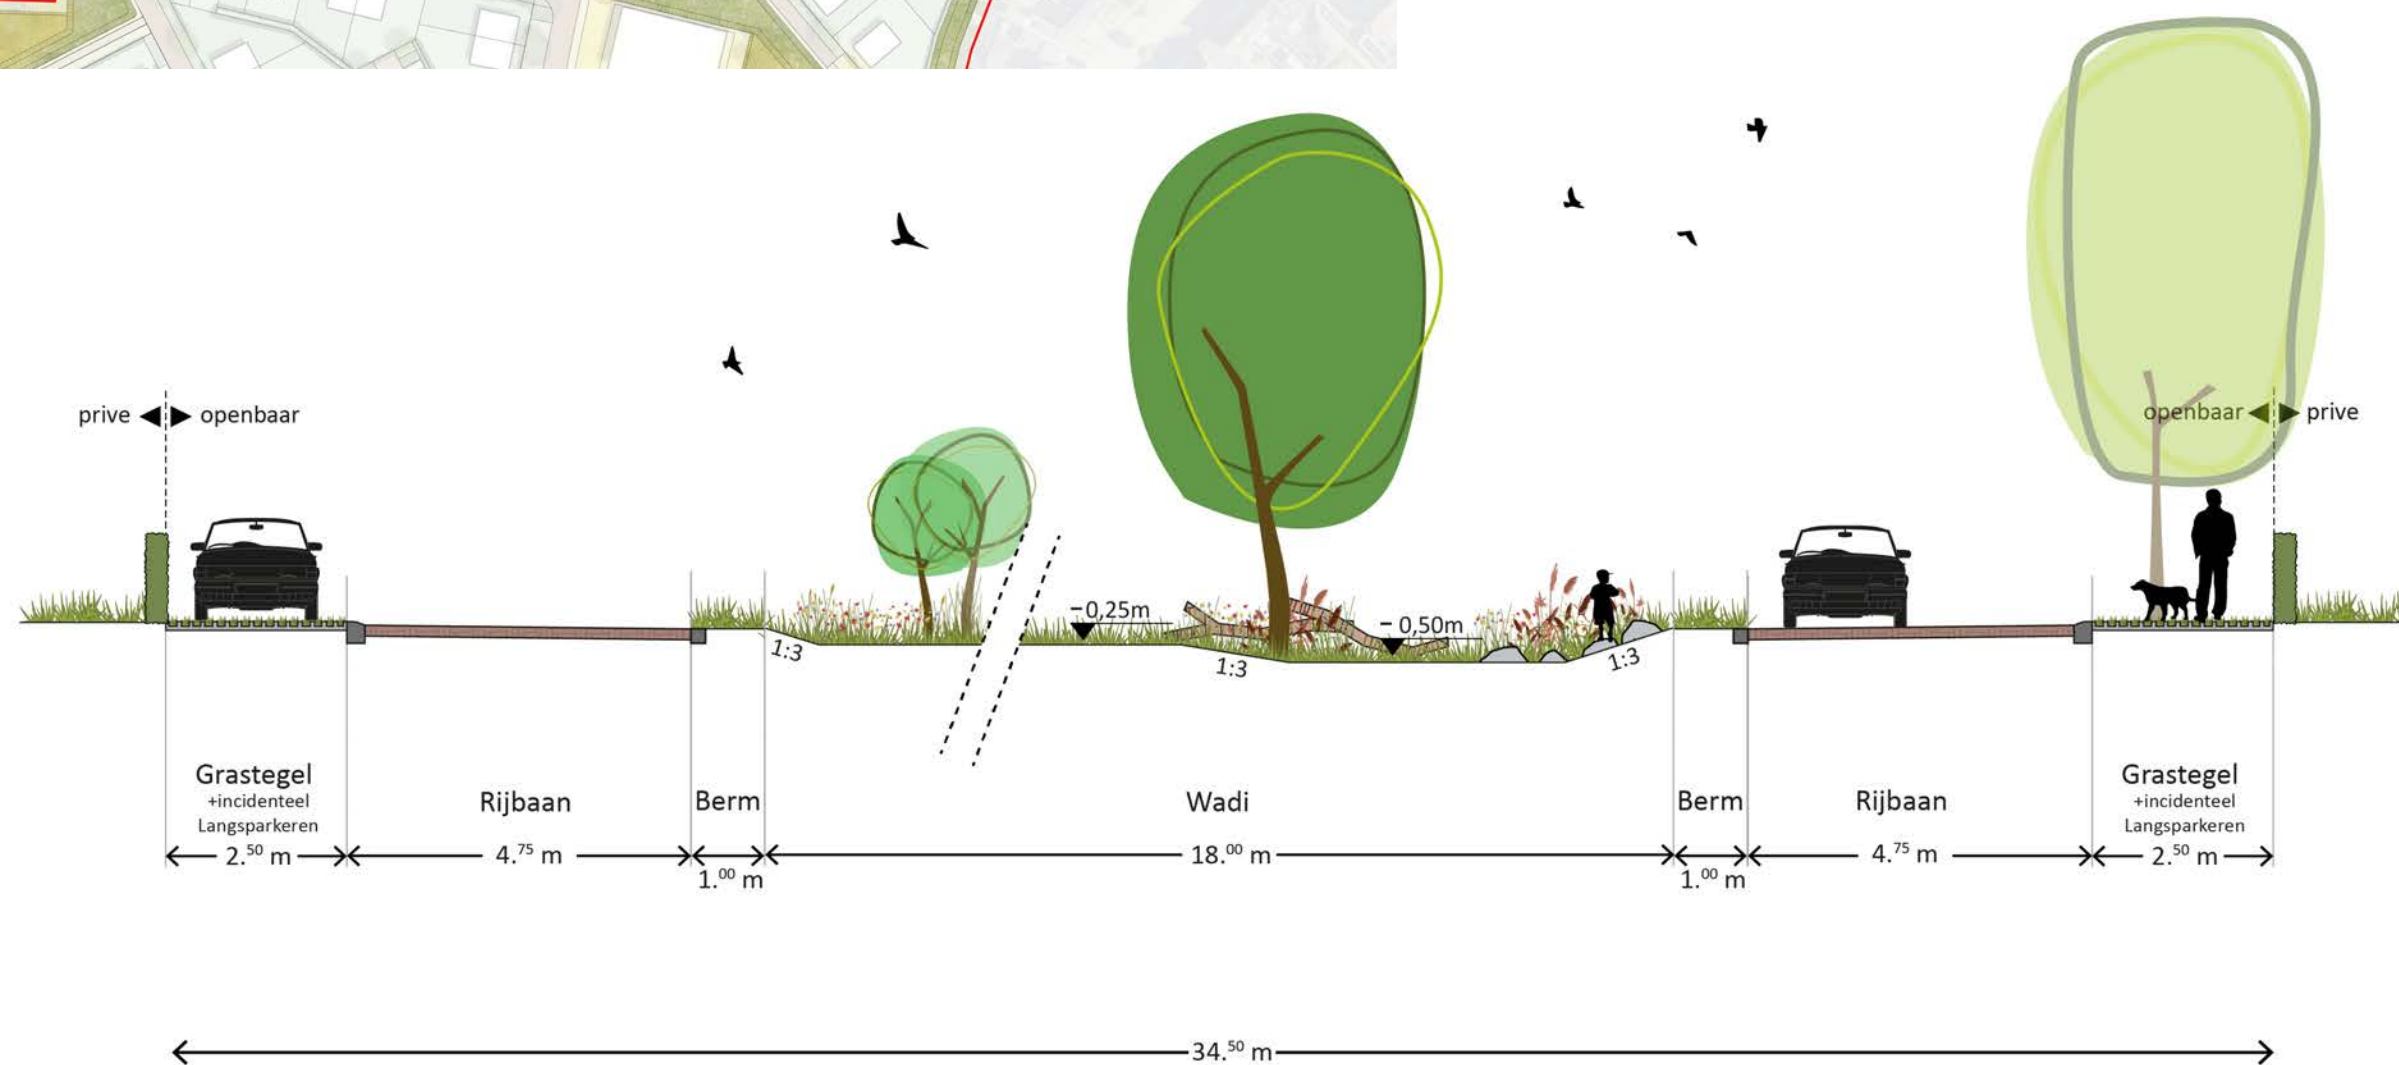 prive openbaar
openbaar prive
-0,25m
- 0,50m
1:3
1:3
1:3
Grastegel
+incidenteel
Langsparkeren
2.50 m
Rijbaan
4.75 m
Berm
1.00 m
Wadi
18.00 m
Berm
1.00 m
Rijbaan
4.75 m
Grastegel
+incidenteel
Langsparkeren
2.50 m
34.50 m